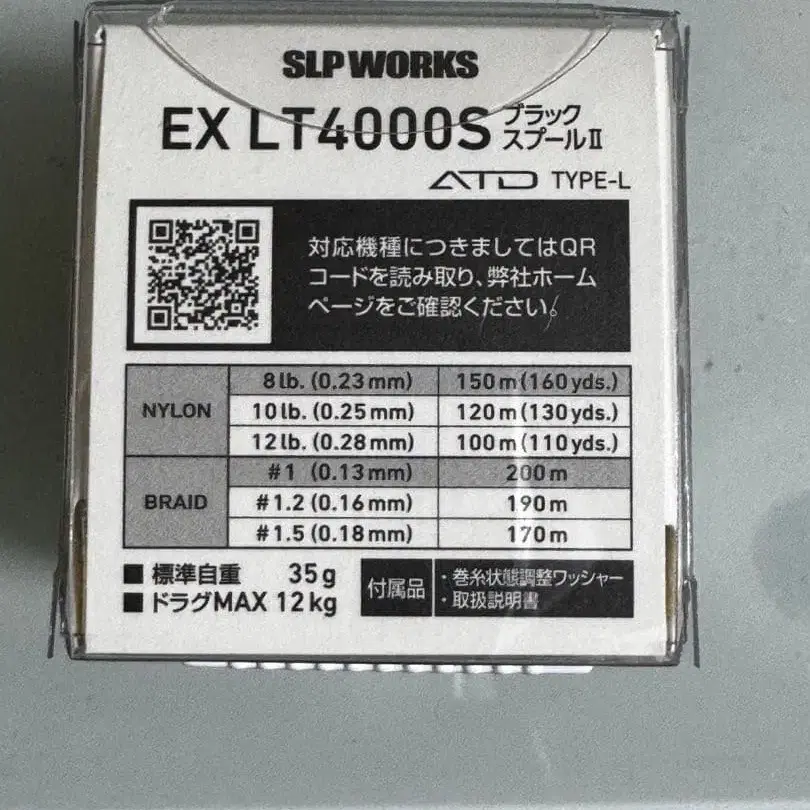 SLP WORKS
EX LT4000S ブラックスプールⅡ
ATD TYPE-L
対応機種につきましてはQR
コードを読み取り、弊社ホーム
ページをご確認ください。
NYLON
8lb. (0.23mm) 150m (160yds.)
10lb. (0.25mm) 120m (130yds.)
12lb. (0.28mm) 100m (110yds.)
BRAID
#1 (0.13mm) 200m
#1.2 (0.16mm) 190m
#1.5 (0.18mm) 170m
■ 標準自重 35g
■ ドラグMAX 12kg
付属品
・巻糸状態調整ワッシャー
・取扱説明書